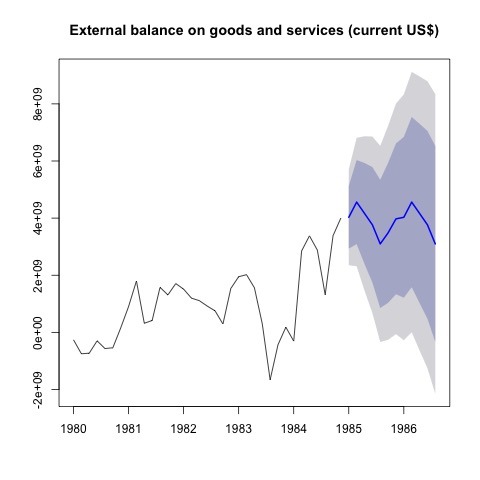 External balance on goods and services (current US$)
8e+09
6e+09
4e+09
2e+09
0e+00
-2e+09
1980 1981 1982 1983 1984 1985 1986